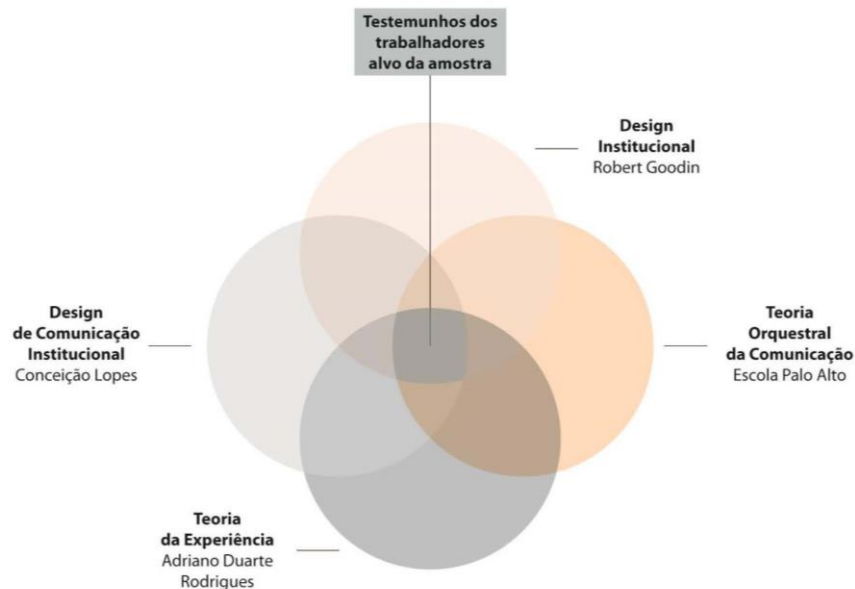 Testemunhos dos
trabalhadores
alvo da amostra
Design
Institucional
Robert Goodin
Design
de Comunicação
Institucional
Conceição Lopes
Teoria
Orquestral
da Comunicação
Escola Palo Alto
Teoria
da Experiência
Adriano Duarte
Rodrigues